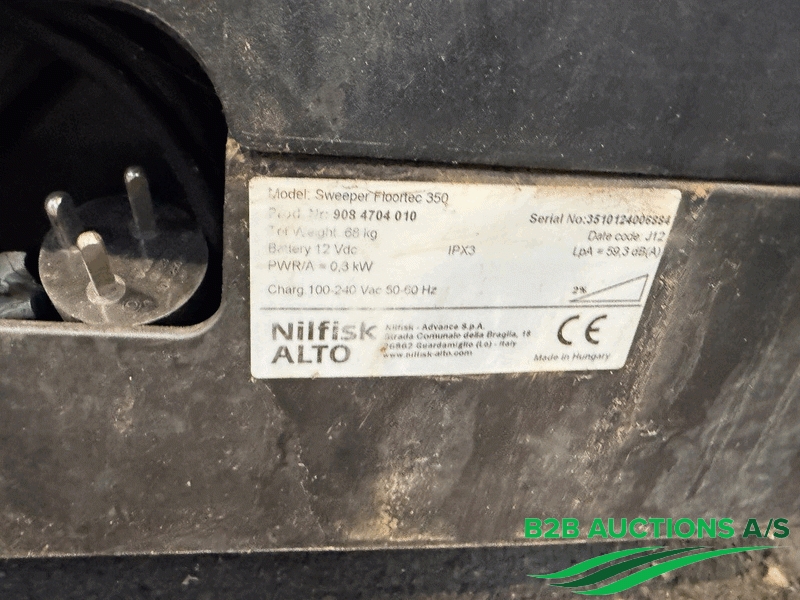 Model: Sweeper Floortec 350
Prod. Nr: 908 4704 010
Serial No:3510124006884
Tot Weight: 68 kg
Date code: J12
Battery 12 Vdc
IPX3
LpA = 59,3 dB(A)
PWR/A = 0,3 kW
Charg.100-240 Vac 50-60 Hz
2%
Nilfisk
ALTO
Nilfisk - Advance S.p.A.
Strada Comunale della Braglia, 18
26862 Guardamiglio (Lo) - Italy
www.nilfisk-alto.com
CE
Made in Hungary
B2B AUCTIONS A/S